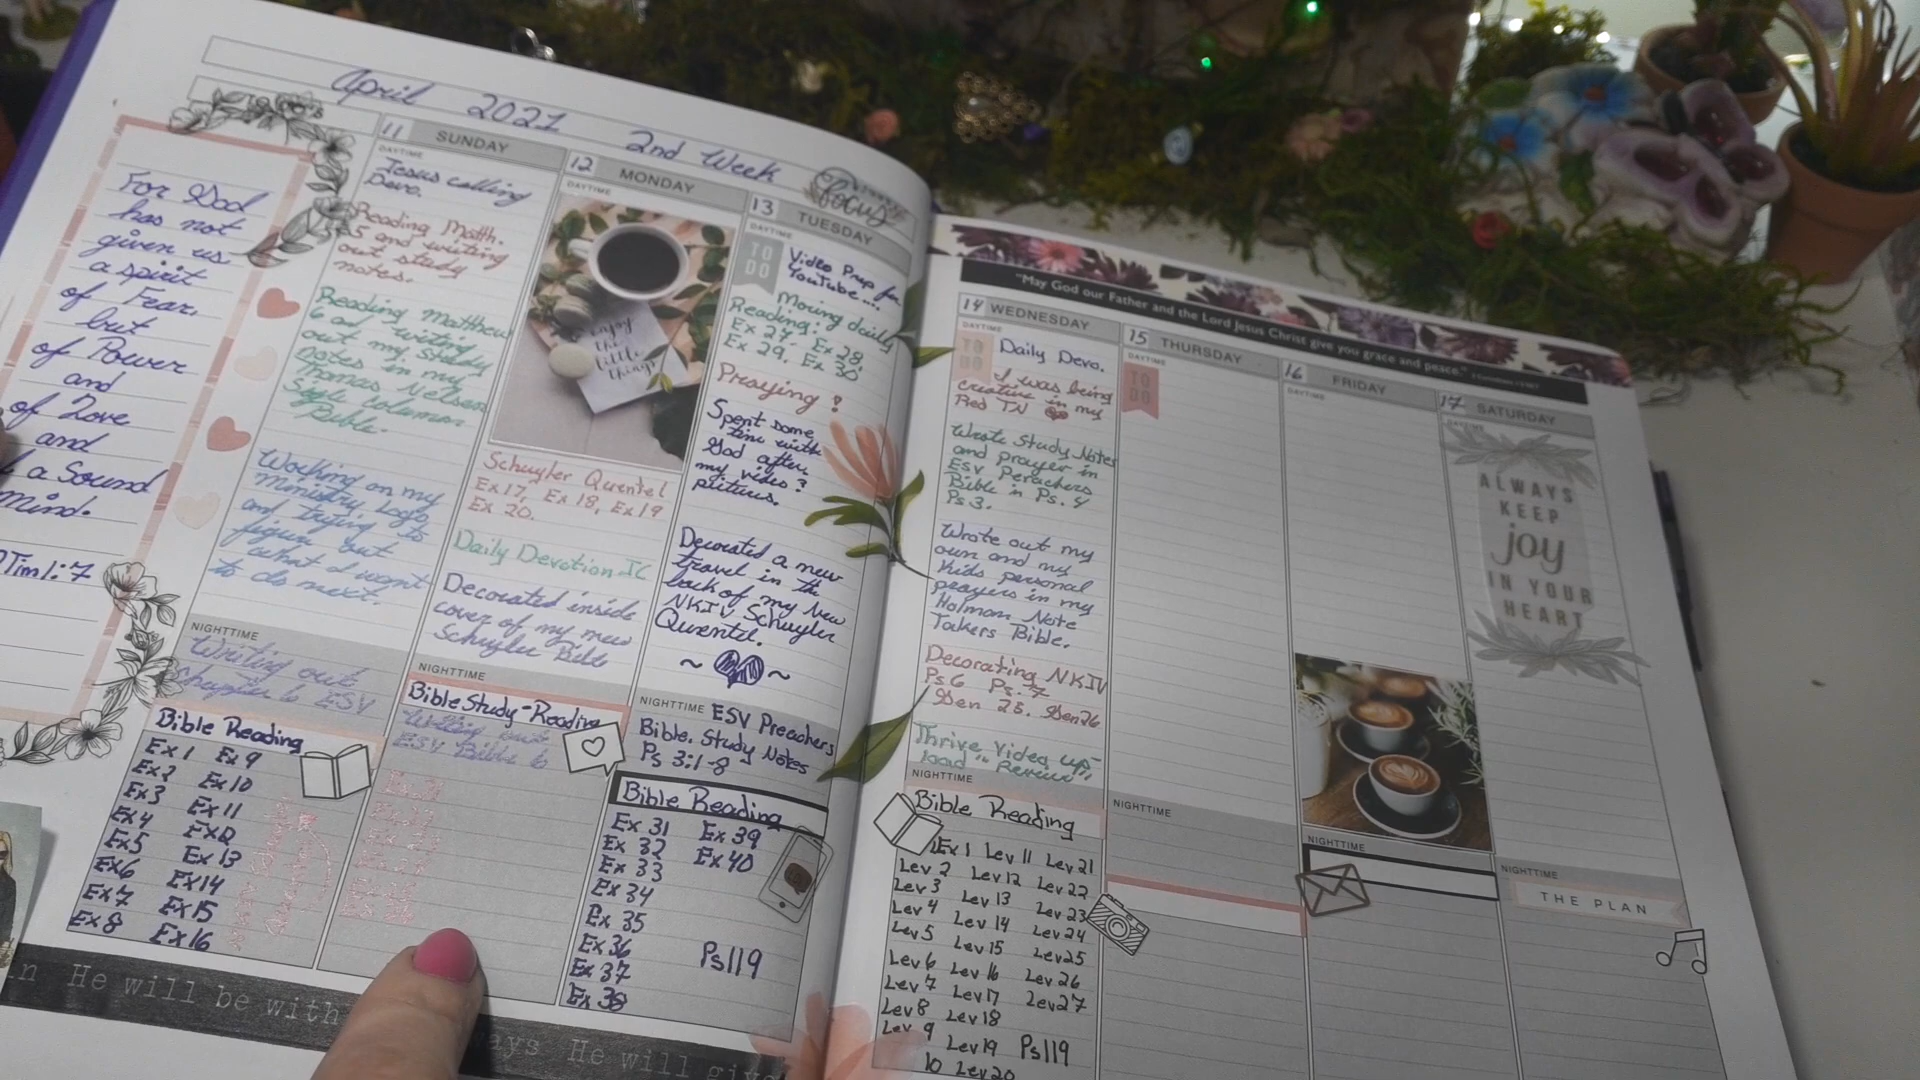 April 2021
2nd Week
focus
For God
has not
given us
a spirit
of Fear,
but
of Power
and
of Love
and
a Sound
Mind.
Tim 1:7
11 SUNDAY
DAYTIME
Jesus calling
Devo.
Reading Matth.
5 and writing
out study
notes.
Reading Matthew
6 and writing
out my study
notes in my
Thomas Nelson
single column
Bible.
Working on my
Ministry Logo
and trying to
figure out
what I want
to do next.
NIGHTTIME
Writing out
Chapter 6 ESV
Bible Reading
Ex 1 Ex 9
Ex 2 Ex 10
Ex 3 Ex 11
Ex 4
Ex 5 Ex 13
Ex 6 Ex 14
Ex 7 Ex 15
Ex 8 Ex 16
12 MONDAY
DAYTIME
enjoy
the
little
things
Schuyler Quentel
Ex 17, Ex 18, Ex 19
Ex 20.
Daily Devotion JC
Decorated inside
cover of my new
Schuyler Bible
NIGHTTIME
Bible Study-Reading
Writing out
ESV Bible 6
13 TUESDAY
DAYTIME
TO
DO
Video Prep for
YouTube...
Moring daily
Reading:
Ex 27, Ex 28,
Ex 29, Ex 30
Praying!
Spent some
time with
God after
my video?
pictures.
Decorated a new
travel in the
back of my New
NKJV Schuyler
Quentel.
NIGHTTIME
ESV Preachers
Bible. Study Notes
Ps 3:1-8
Bible Reading
Ex 31 Ex 39
Ex 32 Ex 40
Ex 33
Ex 34
Ex 35
Ex 36
Ex 37 Ps 119
Ex 38
n He will be with
ays He will give
"May God our Father and the Lord Jesus Christ give you grace and peace."
14 WEDNESDAY
DAYTIME
TO
DO
Daily Devo.
I was being
creative in my
Red TN
Wrote Study Notes
and prayer in
ESV Perachers
Bible in Ps. 4
Ps 3.
Wrote out my
own and my
Kids personal
prayers in my
Holman Note
Takers Bible.
Decorating NKJV
Ps 6 Ps. 7
Gen 25. Gen 26
Thrive Video up-
load "Review"
NIGHTTIME
Bible Reading
Lev 11 Lev 21
Lev 2 Lev 12 Lev 22
Lev 3 Lev 13 Lev 23
Lev 4 Lev 14 Lev 24
Lev 5 Lev 15 Lev 25
Lev 6 Lev 16 Lev 26
Lev 7 Lev 17 Lev 27
Lev 8 Lev 18
Lev 9 Lev 19 Ps 119
10 Lev 20
15 THURSDAY
DAYTIME
TO
DO
NIGHTTIME
16 FRIDAY
DAYTIME
NIGHTTIME
17 SATURDAY
DAYTIME
ALWAYS
KEEP
joy
IN YOUR
HEART
NIGHTTIME
THE PLAN